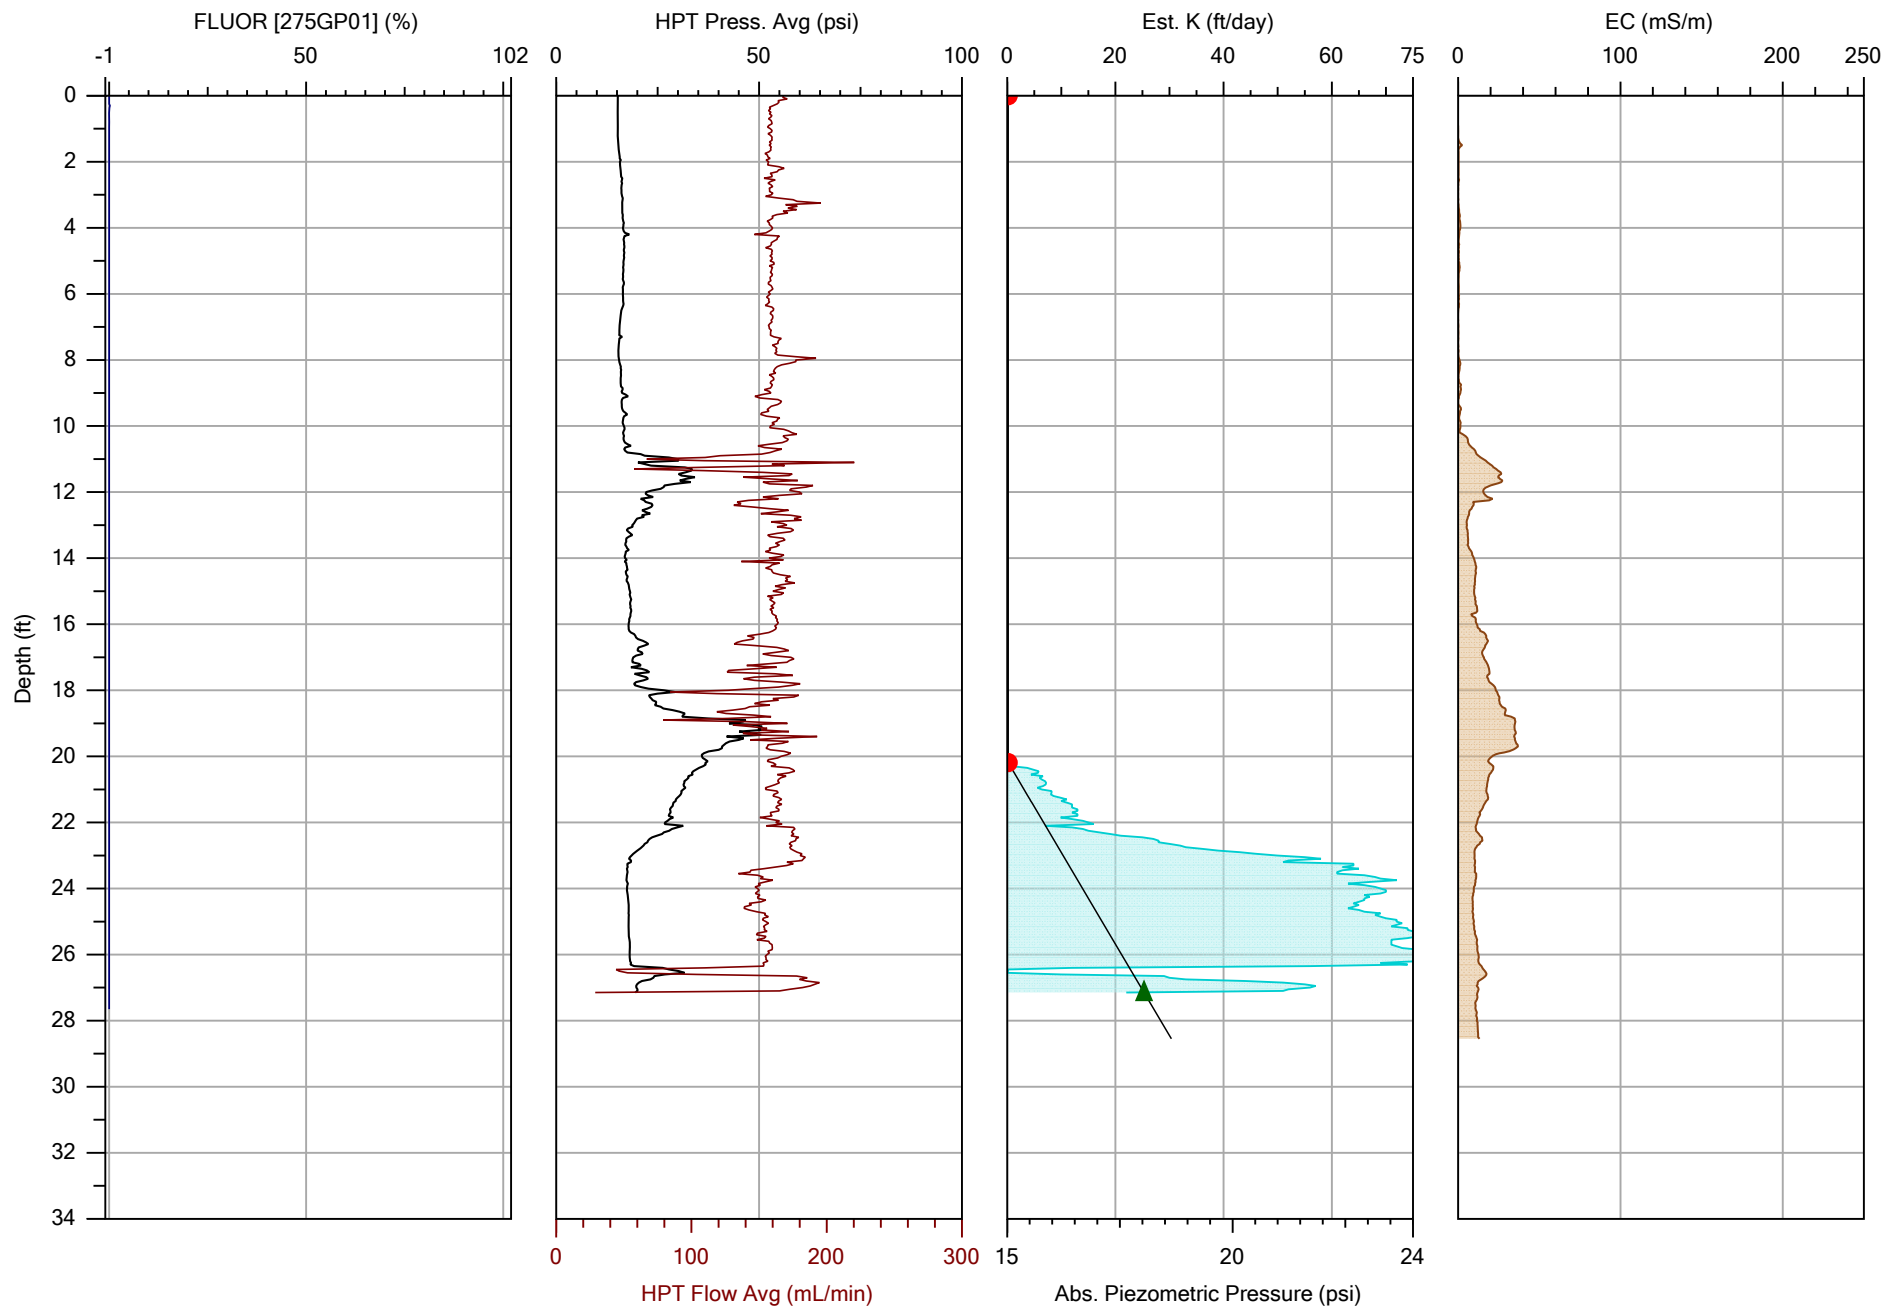 FLUOR [275GP01] (%)
HPT Press. Avg (psi)
Est. K (ft/day)
EC (mS/m)
-1 50 102
0 50 100
0 20 40 60 75
0 100 200 250
Depth (ft)
0
2
4
6
8
10
12
14
16
18
20
22
24
26
28
30
32
34
0 100 200 300
15 20 24
HPT Flow Avg (mL/min)
Abs. Piezometric Pressure (psi)